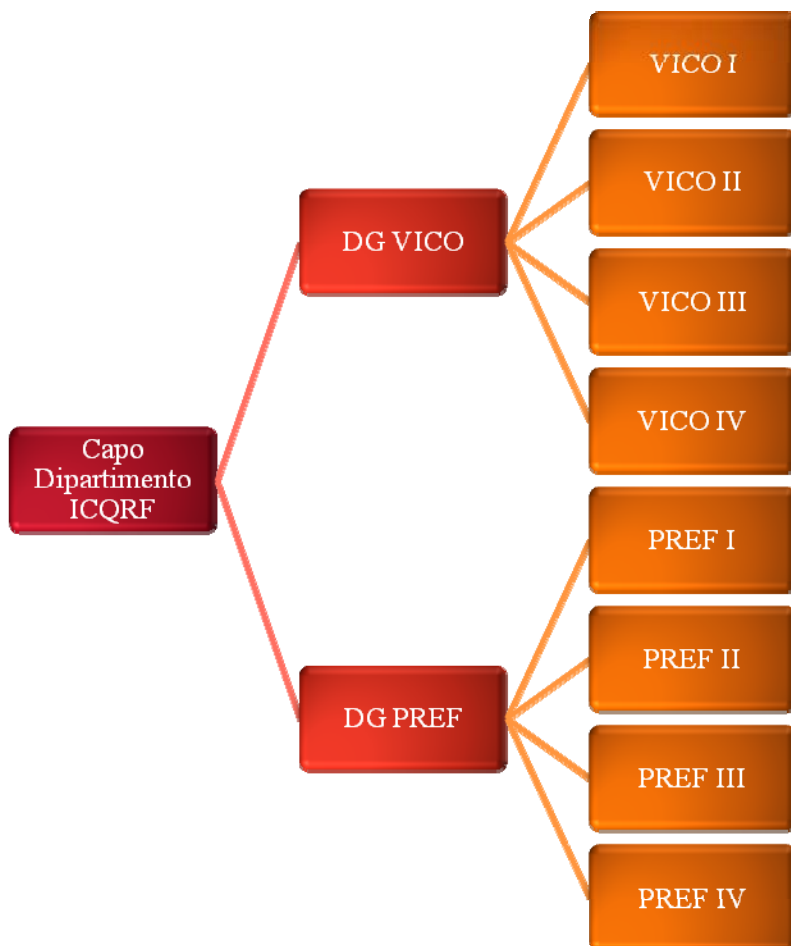 Capo
Dipartimento
ICQRF
DG VICO
VICO I
VICO II
VICO III
VICO IV
DG PREF
PREF I
PREF II
PREF III
PREF IV